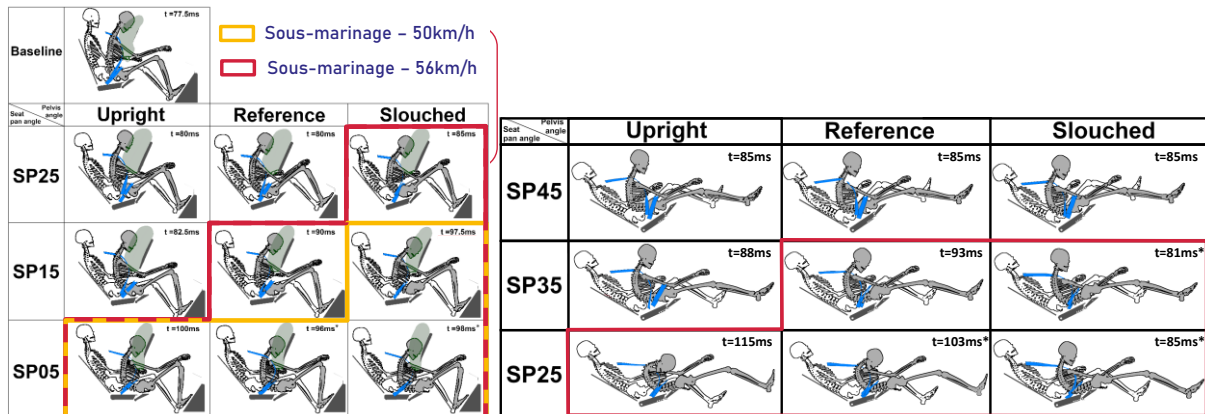 Baseline
t =77.5ms
Sous-marinage – 50km/h
Sous-marinage – 56km/h
Seat pan angle
Pelvis angle
Upright
Reference
Slouched
SP25
t =80ms
t =80ms
t =85ms
SP15
t =82.5ms
t =90ms
t =97.5ms
SP05
t =100ms
t =96ms*
t =98ms*
Seat pan angle
Pelvis angle
Upright
Reference
Slouched
SP45
t=85ms
t=85ms
t=85ms
SP35
t=88ms
t=93ms
t=81ms*
SP25
t=115ms
t=103ms*
t=85ms*